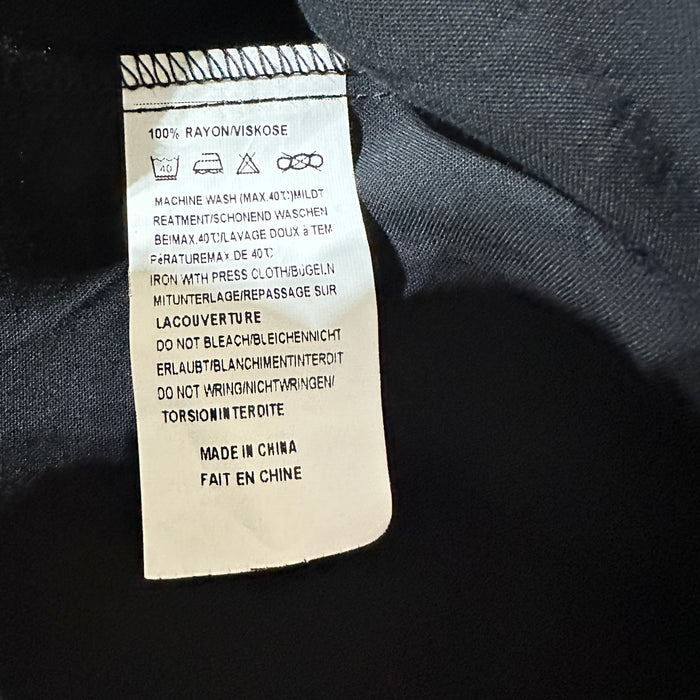 100% RAYON/VISKOSE
40
MACHINE WASH (MAX.40℃)MILDT
REATMENT/SCHONEND WASCHEN
BEIMAX.40℃/LAVAGE DOUX à TEM
PéRATUREMAX DE 40℃
IRON WITH PRESS CLOTH/BUGELN
MITUNTERLAGE/REPASSAGE SUR
LACOUVERTURE
DO NOT BLEACH/BLEICHENNICHT
ERLAUBT/BLANCHIMENTINTERDIT
DO NOT WRING/NICHTWRINGEN/
TORSIONINTERDITE
MADE IN CHINA
FAIT EN CHINE